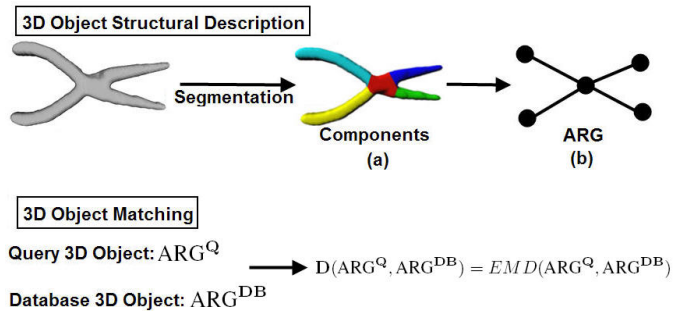 3D Object Structural Description
Segmentation
Components
(a)
ARG
(b)
3D Object Matching
Query 3D Object: ARG^Q
D(ARG^Q, ARG^DB) = EMD(ARG^Q, ARG^DB)
Database 3D Object: ARG^DB